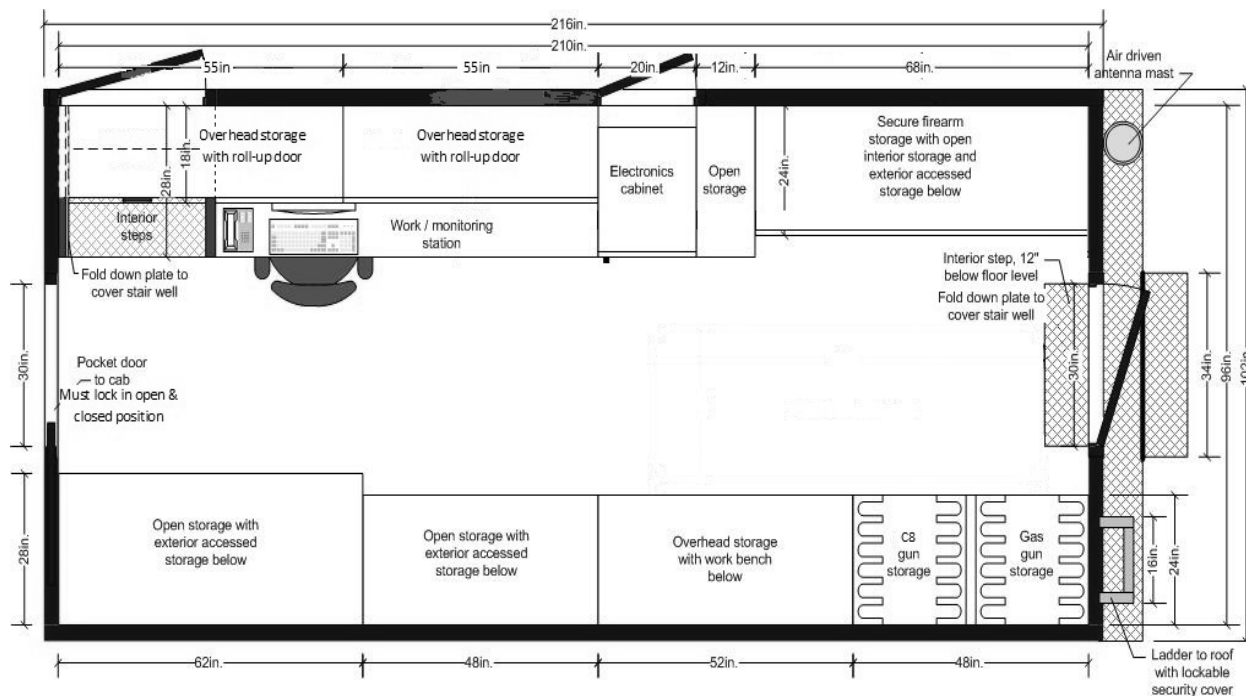 216in.
210in.
55in
55in
20in.
12in.
68in.
Air driven
antenna mast
Overhead storage
with roll-up door
Overhead storage
with roll-up door
18in.
28in.
Electronics
cabinet
Open
storage
24in.
Secure firearm
storage with open
interior storage and
exterior accessed
storage below
Interior
steps
Work / monitoring
station
Fold down plate to
cover stair well
Interior step, 12"
below floor level
Fold down plate to
cover stair well
30in.
Pocket door
to cab
Must lock in open &
closed position
30in.
34in.
96in.
102in.
28in.
Open storage with
exterior accessed
storage below
Open storage with
exterior accessed
storage below
Overhead storage
with work bench
below
C8
gun
storage
Gas
gun
storage
16in.
24in.
62in.
48in.
52in.
48in.
Ladder to roof
with lockable
security cover